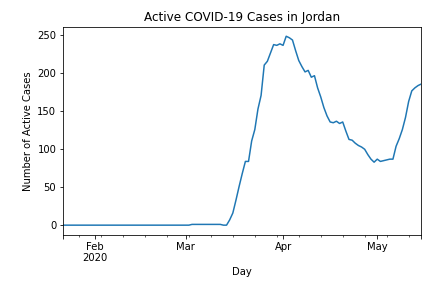 Active COVID-19 Cases in Jordan
250
200
150
100
50
0
Number of Active Cases
Feb
2020
Mar
Apr
May
Day